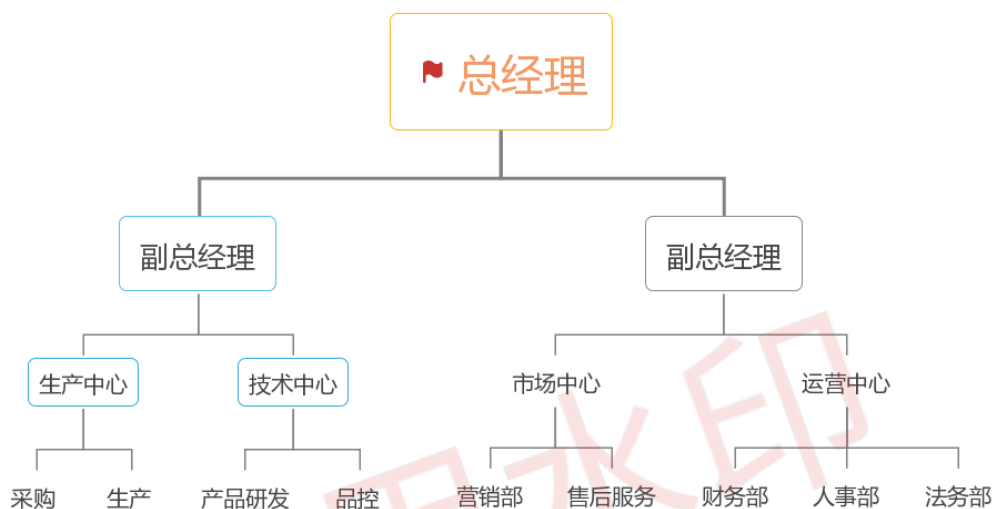 总经理
副总经理
副总经理
生产中心
技术中心
市场中心
运营中心
采购
生产
产品研发
品控
营销部
售后服务
财务部
人事部
法务部
水印